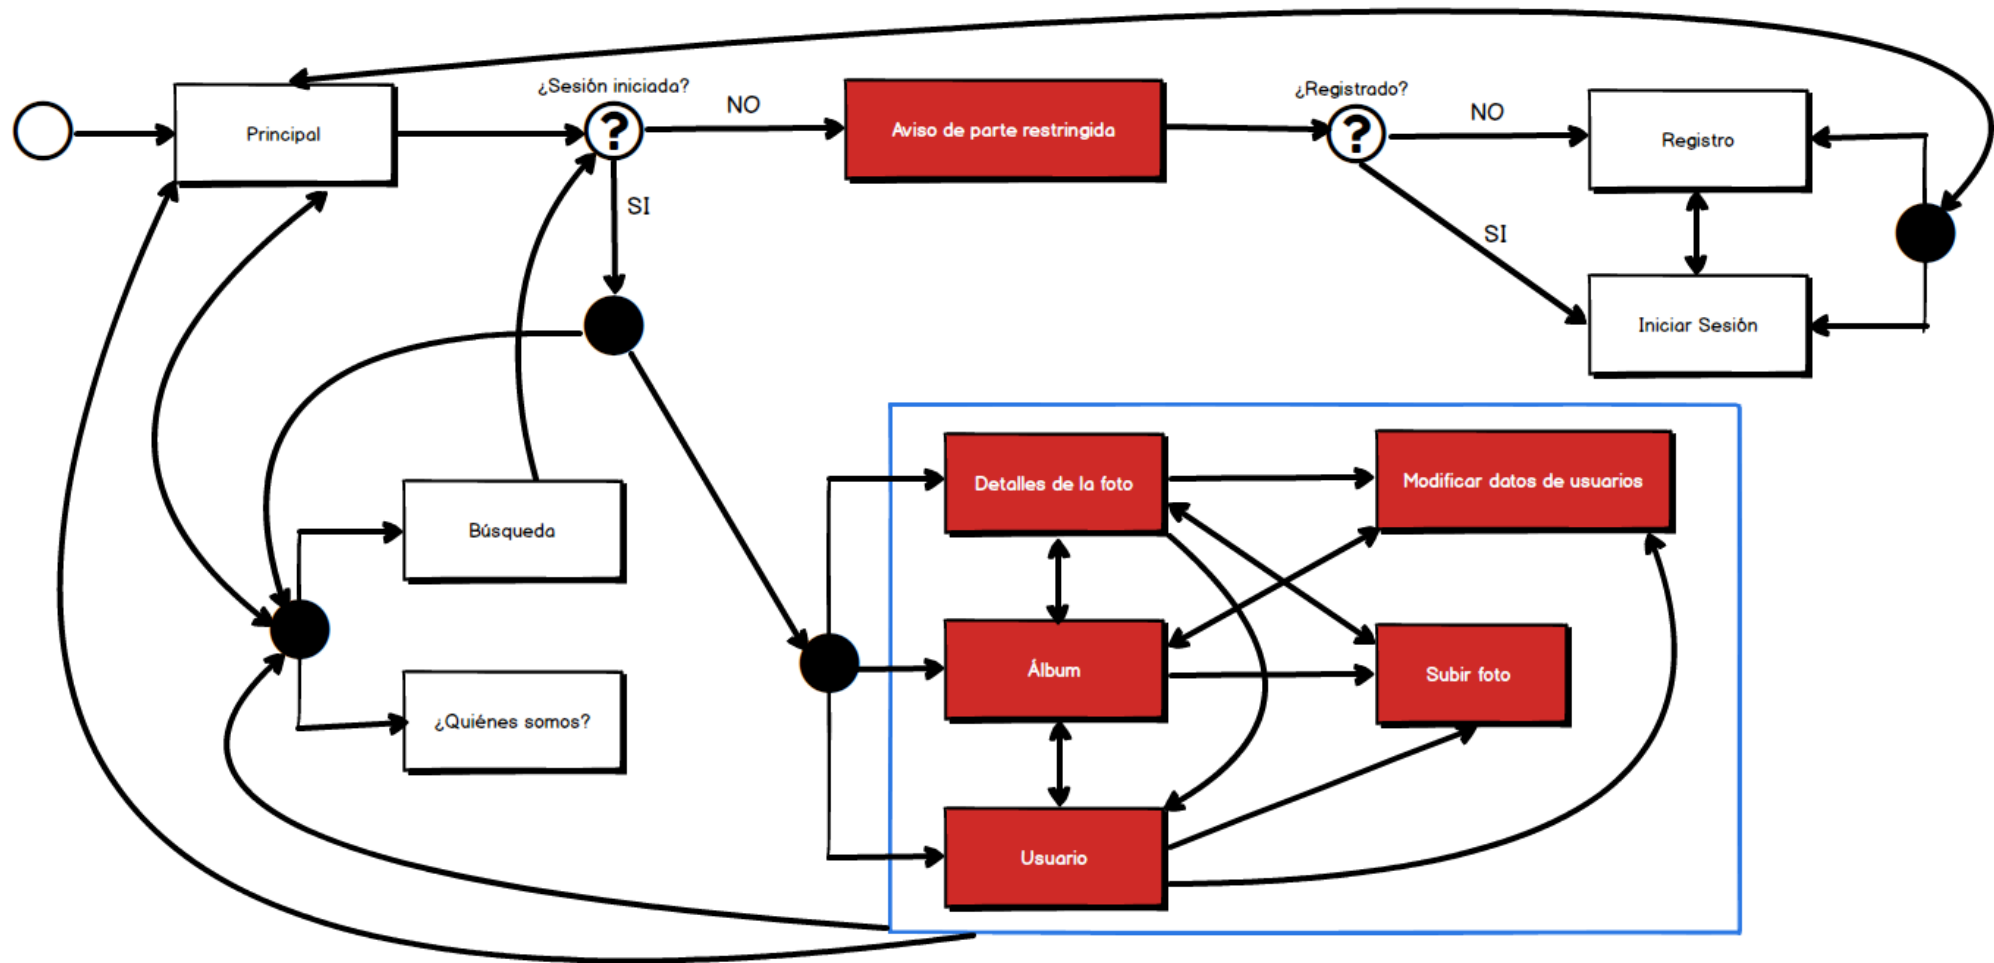 ¿Sesión iniciada?
NO
¿Registrado?
NO
Principal
?
Aviso de parte restringida
?
Registro
SI
SI
Iniciar Sesión
Detalles de la foto
Modificar datos de usuarios
Búsqueda
Álbum
Subir foto
¿Quiénes somos?
Usuario